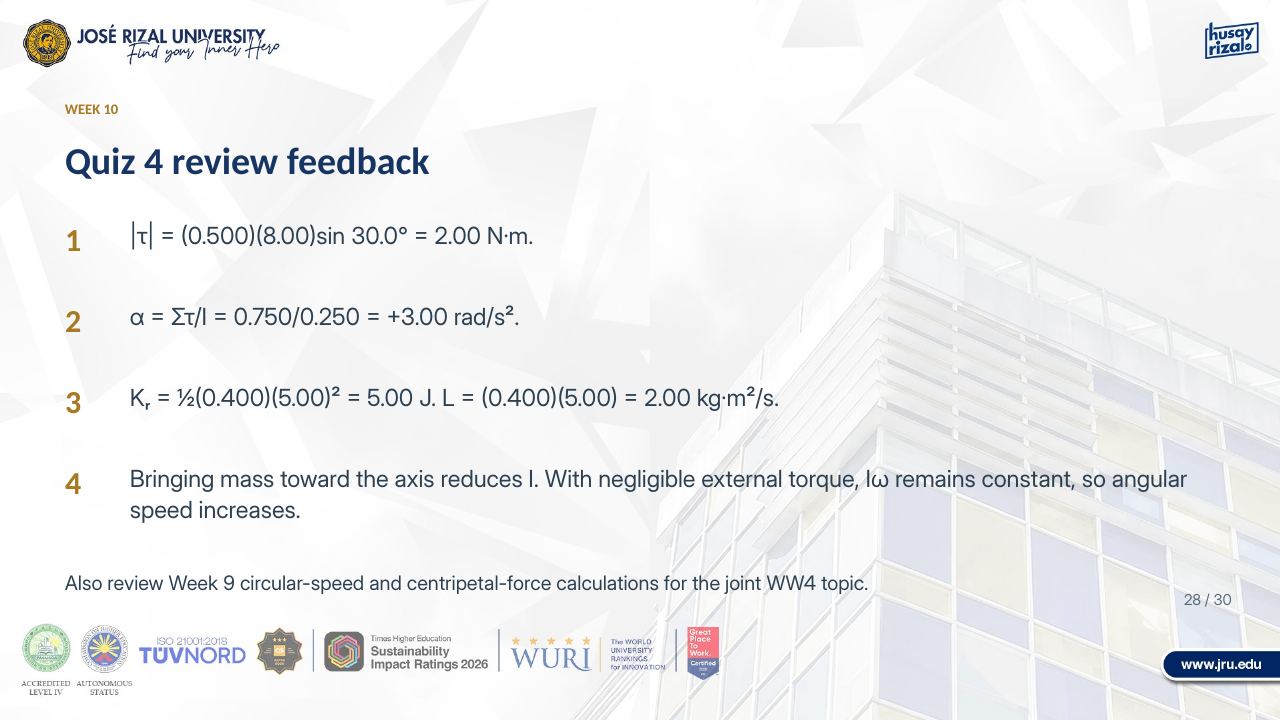 JOSÉ RIZAL UNIVERSITY
Find your Inner Hero
husay
rizal
WEEK 10
Quiz 4 review feedback
1 |τ| = (0.500)(8.00)sin 30.0° = 2.00 N·m.
2 α = Στ/I = 0.750/0.250 = +3.00 rad/s².
3 Kᵣ = ½(0.400)(5.00)² = 5.00 J. L = (0.400)(5.00) = 2.00 kg·m²/s.
4 Bringing mass toward the axis reduces I. With negligible external torque, Iω remains constant, so angular
speed increases.
Also review Week 9 circular-speed and centripetal-force calculations for the joint WW4 topic.
28 / 30
ACCREDITED
LEVEL IV
AUTONOMOUS
STATUS
ISO 21001:2018
TÜVNORD
Times Higher Education
Sustainability
Impact Ratings 2026
WURI
The WORLD
UNIVERSITY
RANKINGS
for INNOVATION
Great
Place
To
Work.
Certified
www.jru.edu